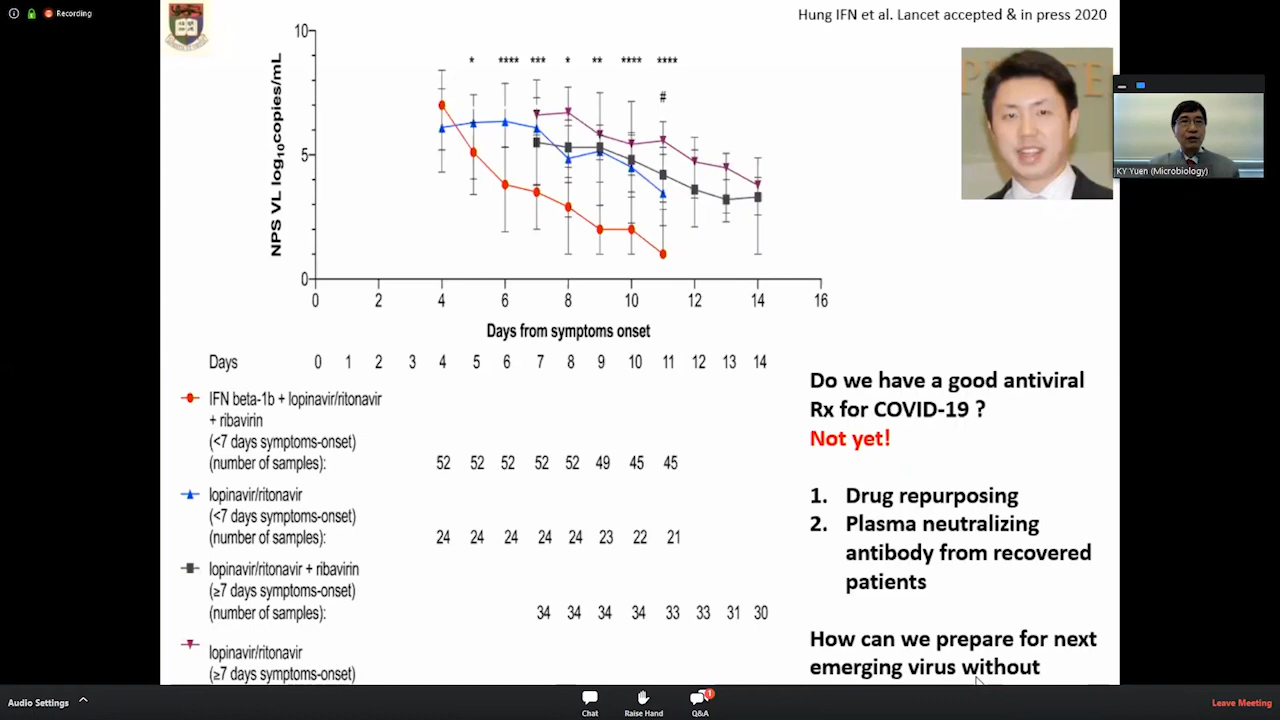 Recording
Hung IFN et al. Lancet accepted & in press 2020
10
5
0
NPS VL log₁₀copies/mL
* **** *** * ** **** ****
#
0 2 4 6 8 10 12 14 16
Days from symptoms onset
KY Yuen (Microbiology)
Days 0 1 2 3 4 5 6 7 8 9 10 11 12 13 14
IFN beta-1b + lopinavir/ritonavir
+ ribavirin
(<7 days symptoms-onset)
(number of samples): 52 52 52 52 52 49 45 45
lopinavir/ritonavir
(<7 days symptoms-onset)
(number of samples): 24 24 24 24 24 23 22 21
lopinavir/ritonavir + ribavirin
(≥7 days symptoms-onset)
(number of samples): 34 34 34 34 33 33 31 30
lopinavir/ritonavir
(≥7 days symptoms-onset)
Do we have a good antiviral
Rx for COVID-19 ?
Not yet!
1. Drug repurposing
2. Plasma neutralizing
antibody from recovered
patients
How can we prepare for next
emerging virus without
Audio Settings
Chat
Raise Hand
1
Q&A
Leave Meeting